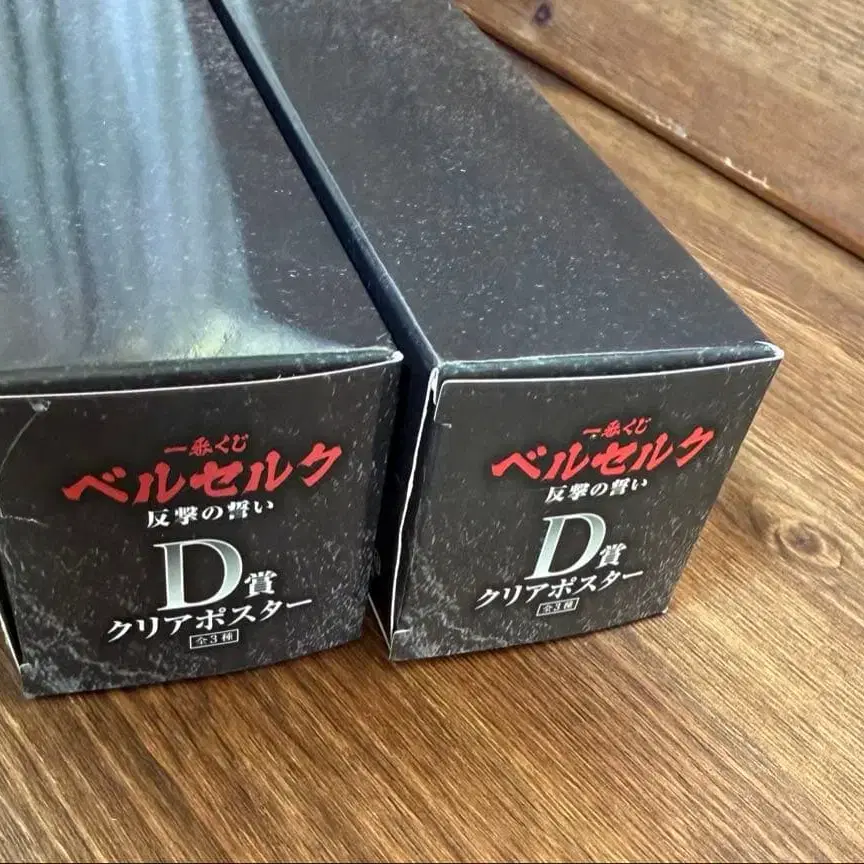 一番くじ
ベルセルク
反撃の誓い
D賞
クリアポスター
全3種
一番くじ
ベルセルク
反撃の誓い
D賞
クリアポスター
全3種